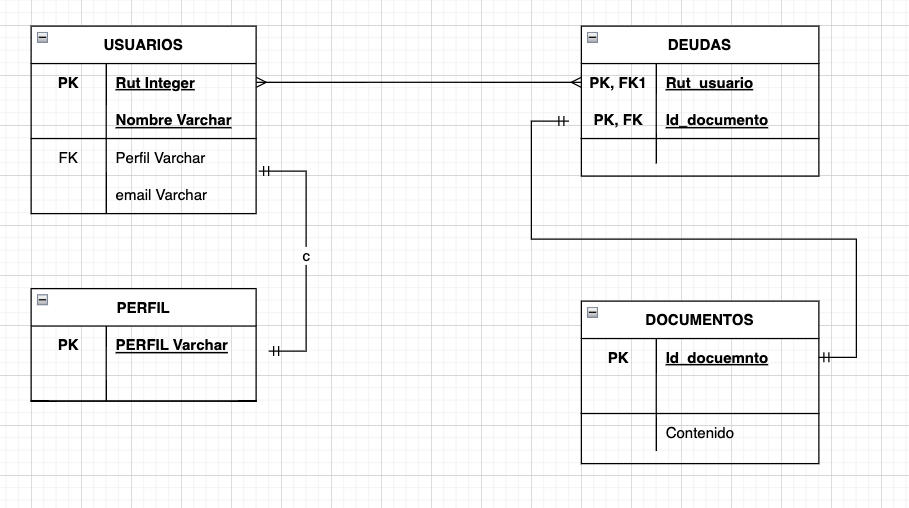 USUARIOS
PK Rut Integer
Nombre Varchar
FK Perfil Varchar
email Varchar
DEUDAS
PK, FK1 Rut_usuario
PK, FK Id_documento
c
PERFIL
PK PERFIL Varchar
DOCUMENTOS
PK Id_docuemnto
Contenido